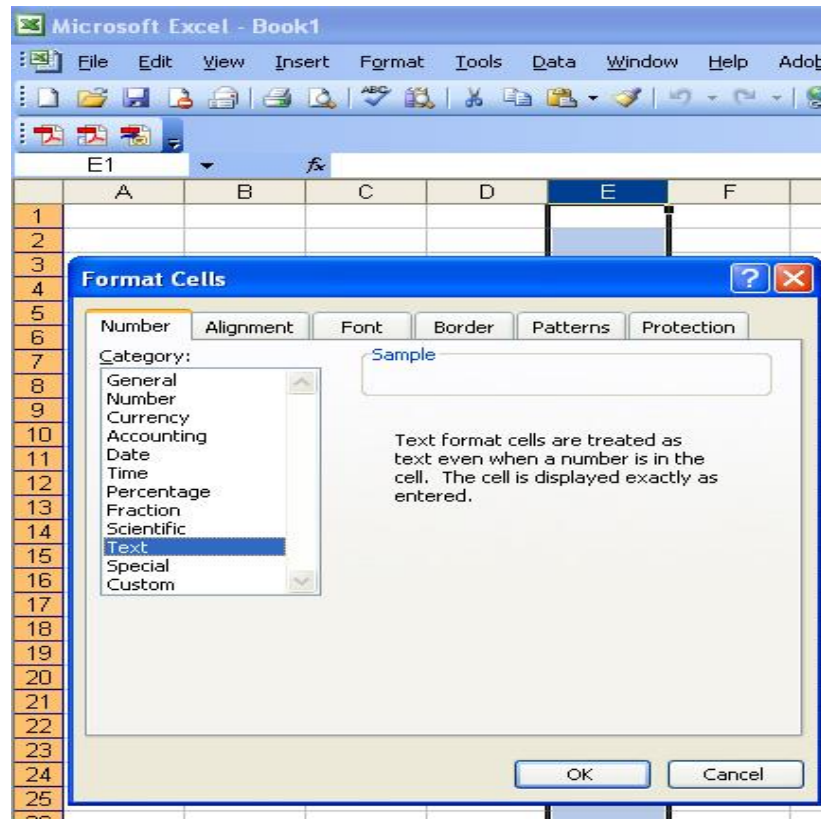 Microsoft Excel - Book1
File Edit View Insert Format Tools Data Window Help
E1 fx
A B C D E F
1
2
3
Format Cells
4
5
Number Alignment Font Border Patterns Protection
6
7
Category:
Sample
8
General
9
Number
Currency
10
Accounting
Text format cells are treated as
11
Date
text even when a number is in the
12
Time
cell. The cell is displayed exactly as
Percentage
entered.
13
Fraction
14
Scientific
15
Text
Special
16
Custom
17
18
19
20
21
22
23
24
OK Cancel
25